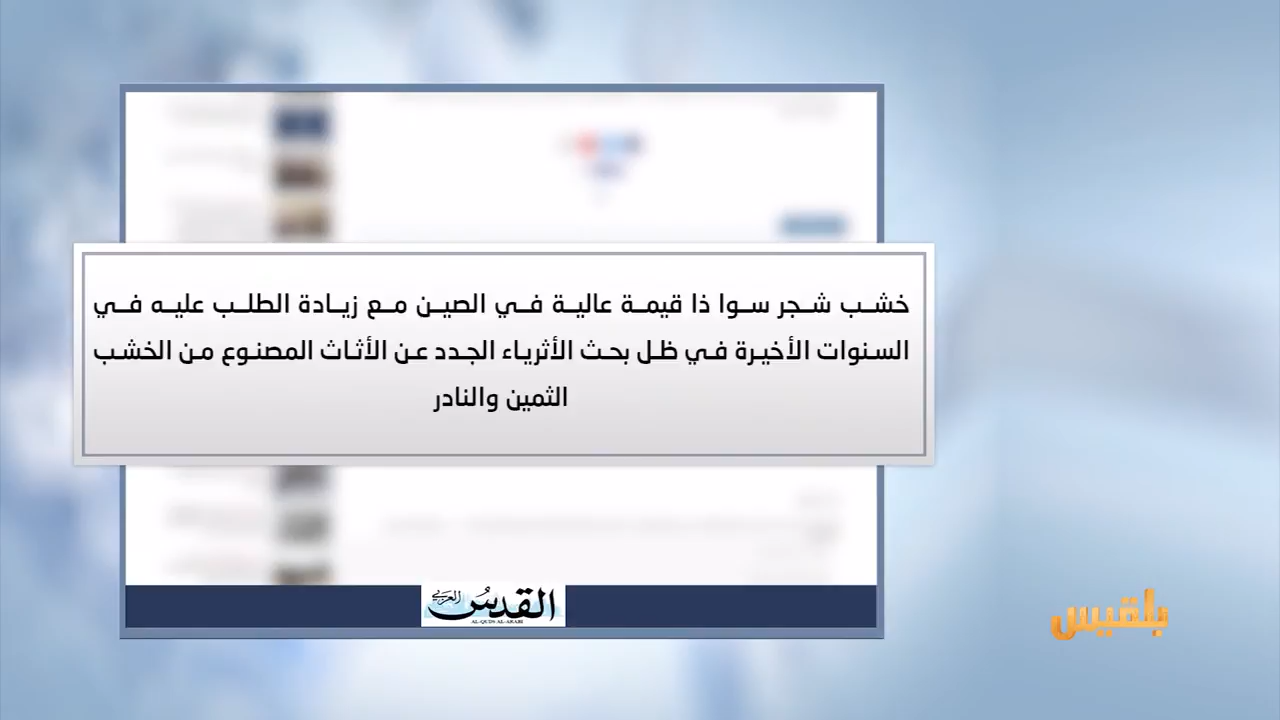 خشب شجر سوا ذا قيمة عالية في الصين مع زيادة الطلب عليه في
السنوات الأخيرة في ظل بحث الأثرياء الجدد عن الأثاث المصنوع من الخشب
الثمين والنادر
القدس العربي
AL-QUDS AL-ARABI
بلقيس